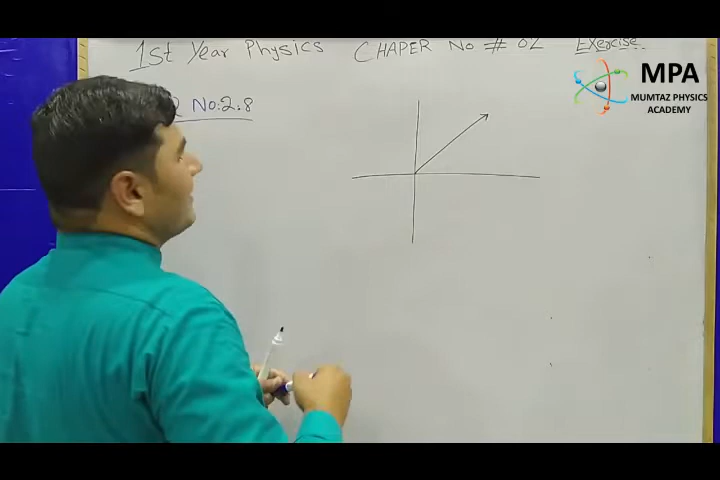 1st Year Physics CHAPER No # 02 Exercise
Q No:2.8
MPA
MUMTAZ PHYSICS
ACADEMY